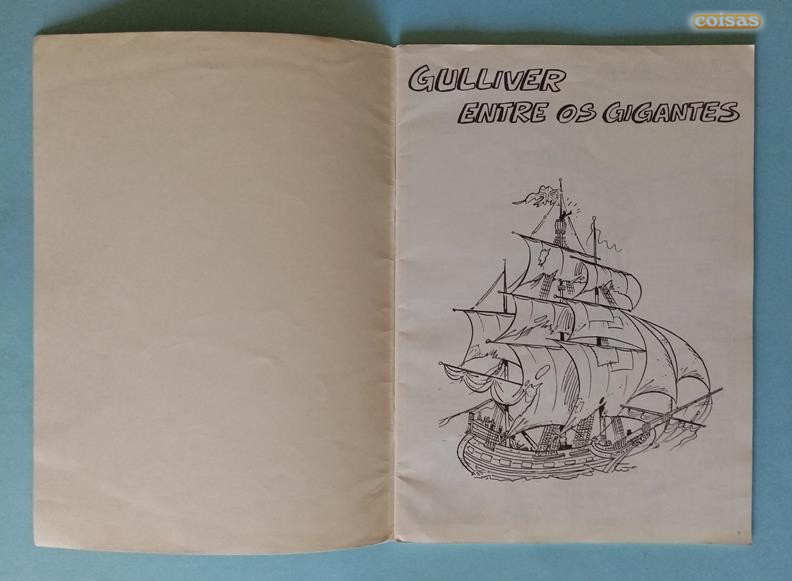 coisas
GULLIVER
ENTRE OS GIGANTES